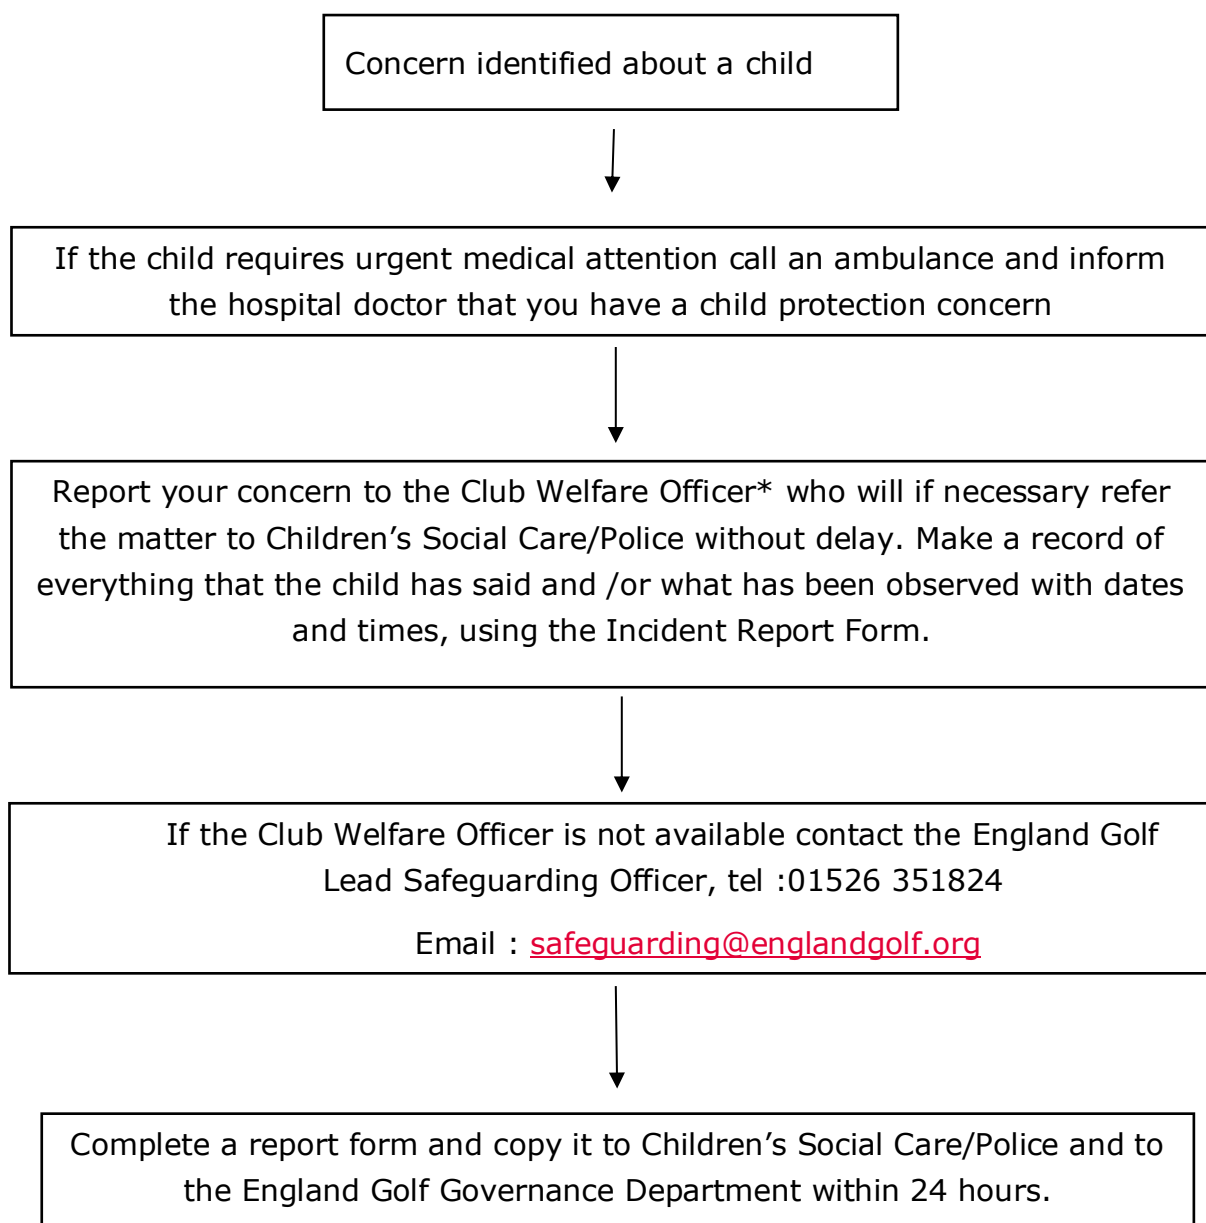 Concern identified about a child
If the child requires urgent medical attention call an ambulance and inform
the hospital doctor that you have a child protection concern
Report your concern to the Club Welfare Officer* who will if necessary refer
the matter to Children’s Social Care/Police without delay. Make a record of
everything that the child has said and /or what has been observed with dates
and times, using the Incident Report Form.
If the Club Welfare Officer is not available contact the England Golf
Lead Safeguarding Officer, tel :01526 351824
Email : safeguarding@englandgolf.org
Complete a report form and copy it to Children’s Social Care/Police and to
the England Golf Governance Department within 24 hours.